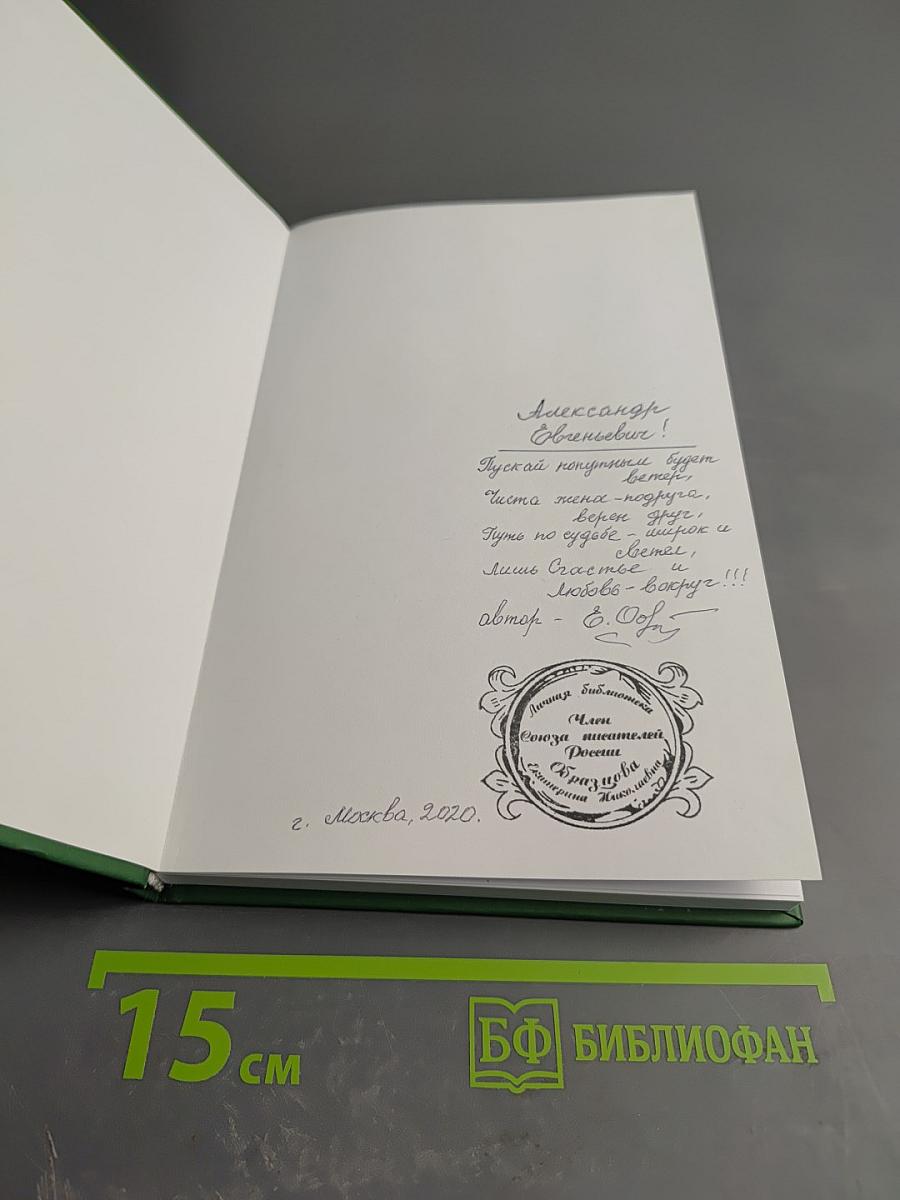 Александр
Евгеньевич!
Пускай попутным будет
ветер,
Чиста жена-подруга,
верен друг,
Путь по судьбе - широк и
светел,
лишь Счастье и
Любовь - вокруг!!!
автор -
Личная библиотека
Член
Союза писателей
России
Образцова
Екатерина Николаевна
г. Москва, 2020.
15 см
БФ БИБЛИОФАН